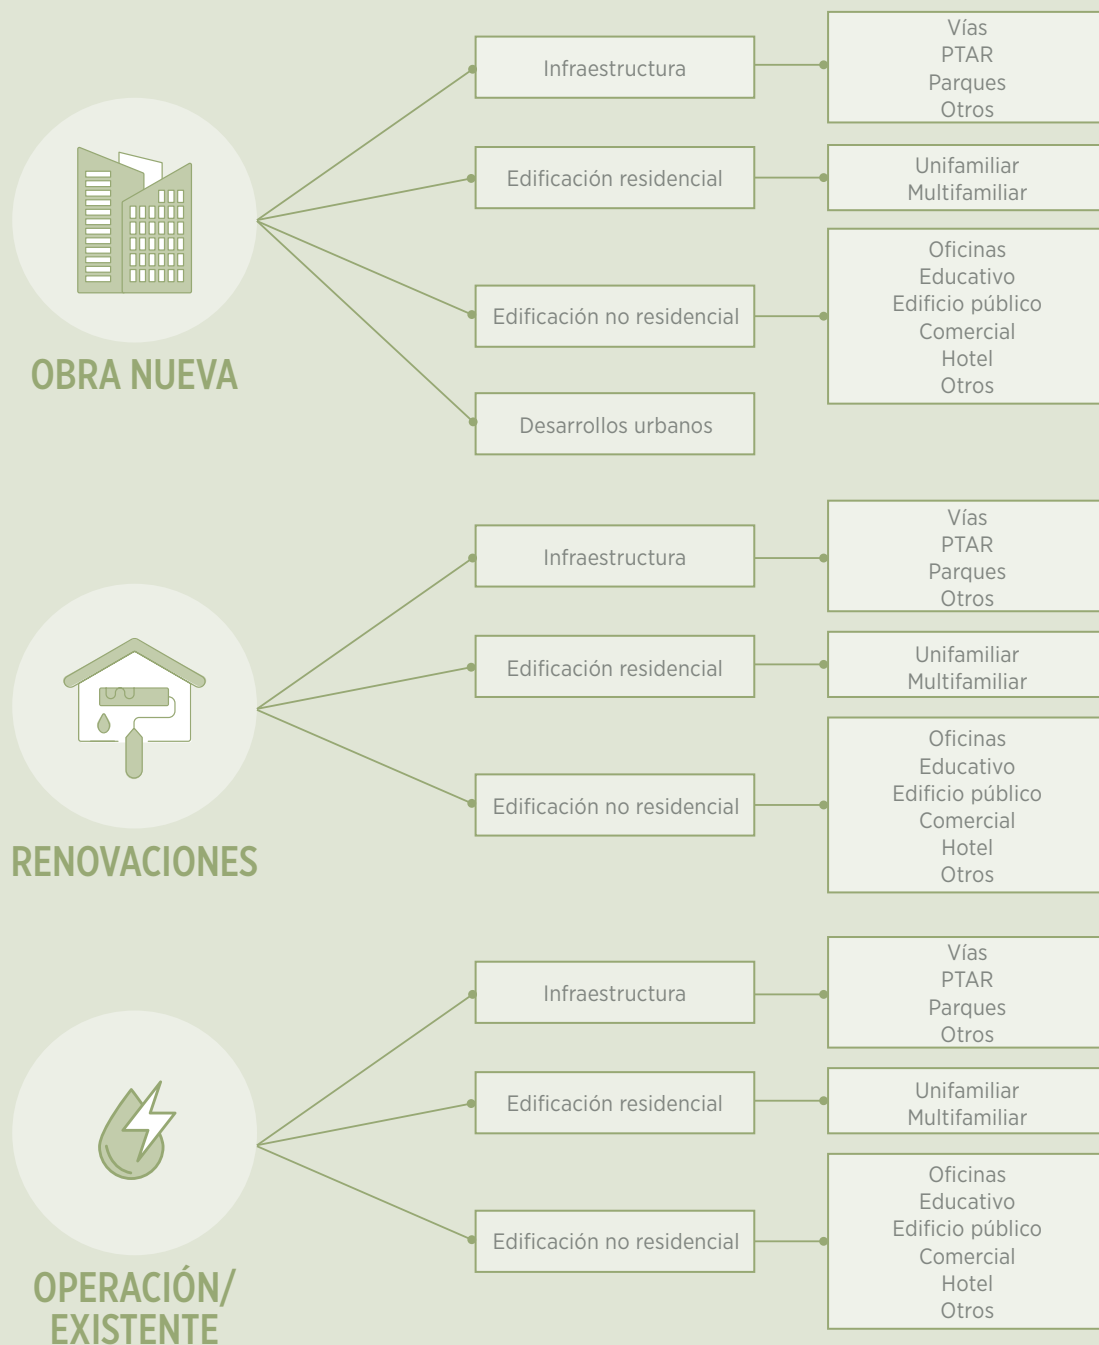 OBRA NUEVA
Infraestructura
Vías
PTAR
Parques
Otros
Edificación residencial
Unifamiliar
Multifamiliar
Edificación no residencial
Oficinas
Educativo
Edificio público
Comercial
Hotel
Otros
Desarrollos urbanos
RENOVACIONES
Infraestructura
Vías
PTAR
Parques
Otros
Edificación residencial
Unifamiliar
Multifamiliar
Edificación no residencial
Oficinas
Educativo
Edificio público
Comercial
Hotel
Otros
OPERACIÓN/
EXISTENTE
Infraestructura
Vías
PTAR
Parques
Otros
Edificación residencial
Unifamiliar
Multifamiliar
Edificación no residencial
Oficinas
Educativo
Edificio público
Comercial
Hotel
Otros